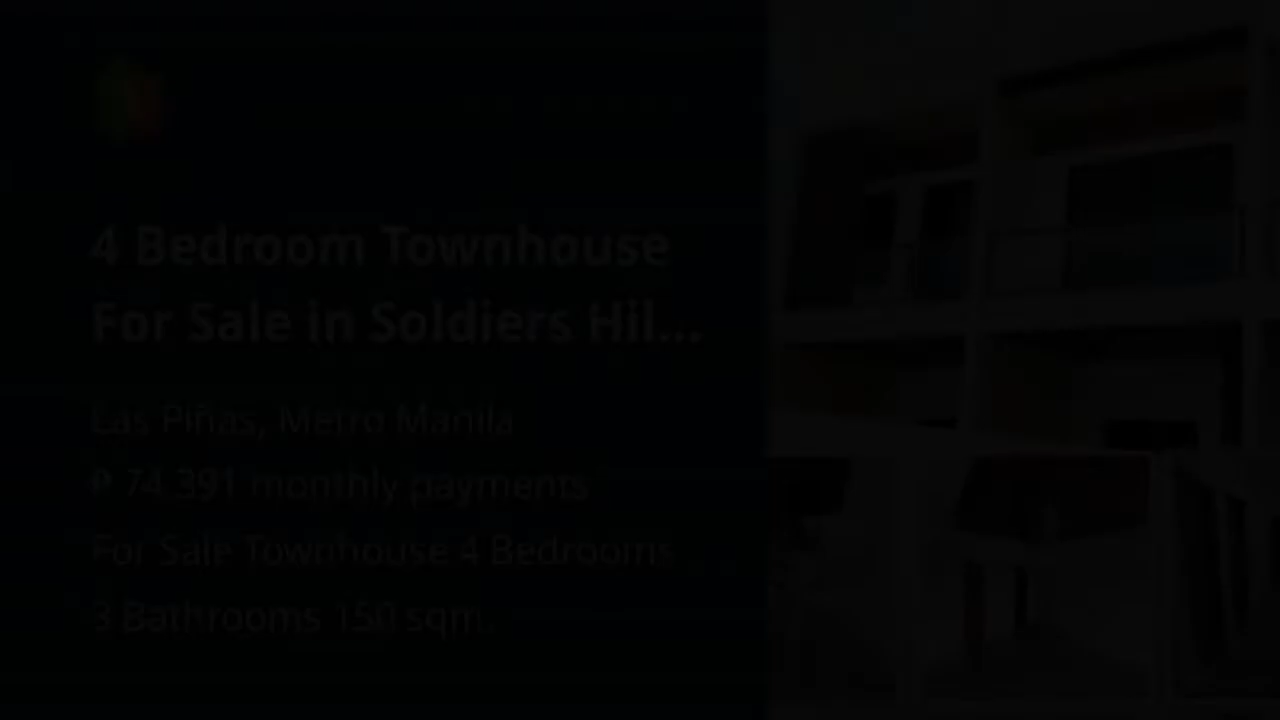 4 Bedroom Townhouse
For Sale in Soldiers Hil...
Las Piñas, Metro Manila
₱ 74,391 monthly payments
For Sale Townhouse 4 Bedrooms
3 Bathrooms 150 sqm.